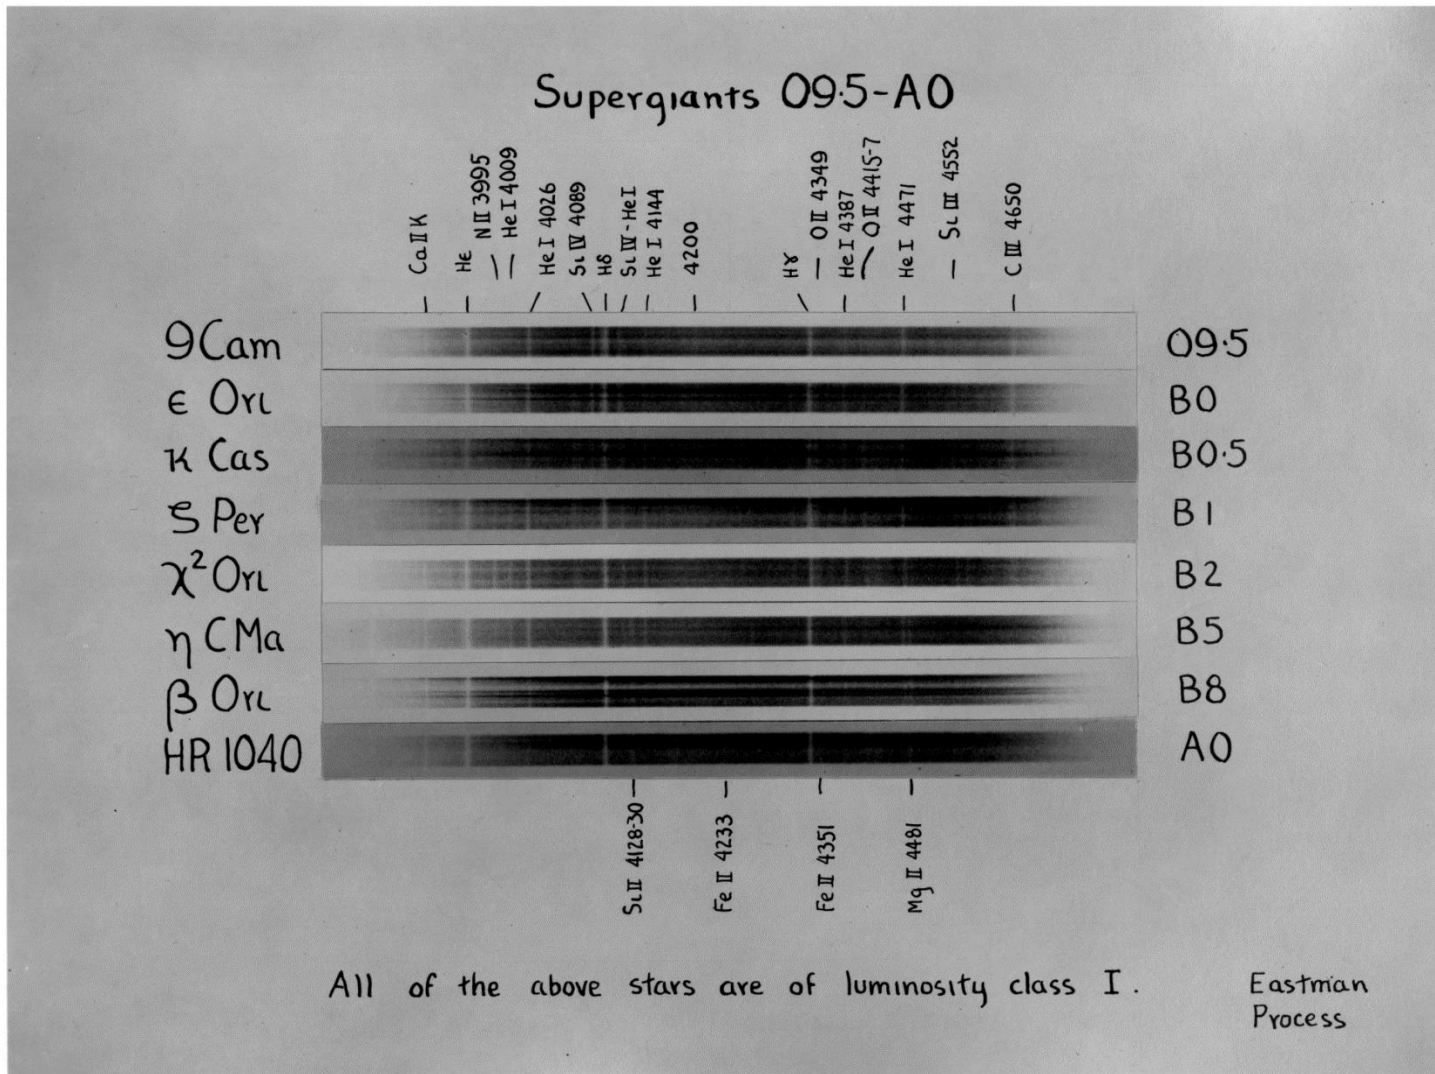 Supergiants O9·5-A0
Ca II K
Hε
N II 3995
He I 4009
He I 4026
Si IV 4089
Hδ
Si IV - He I
He I 4144
4200
Hγ
O II 4349
He I 4387
O II 4415-7
He I 4471
Si III 4552
C III 4650
9 Cam O9·5
ε Ori B0
κ Cas B0·5
ζ Per B1
χ² Ori B2
η CMa B5
β Ori B8
HR 1040 A0
Si II 4128-30
Fe II 4233
Fe II 4351
Mg II 4481
All of the above stars are of luminosity class I.
Eastman
Process